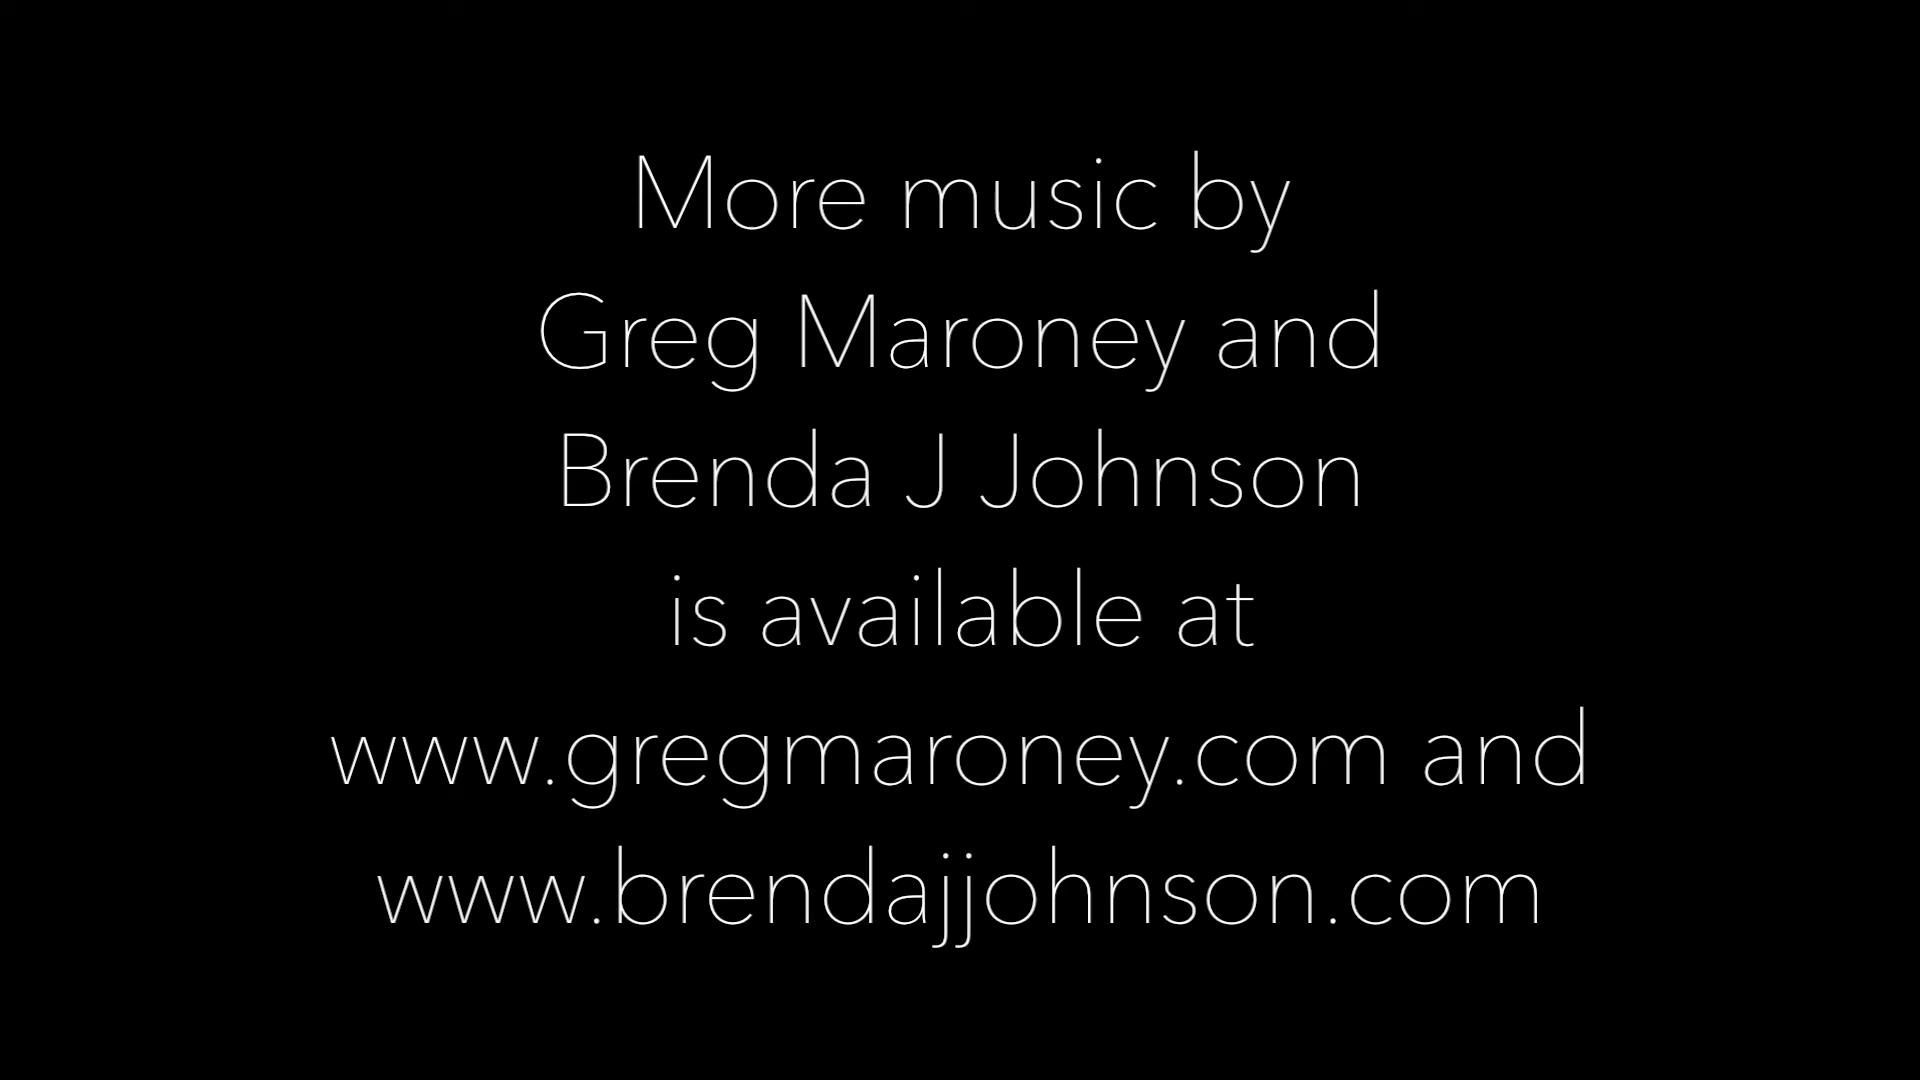 More music by
Greg Maroney and
Brenda J Johnson
is available at
www.gregmaroney.com and
www.brendajjohnson.com